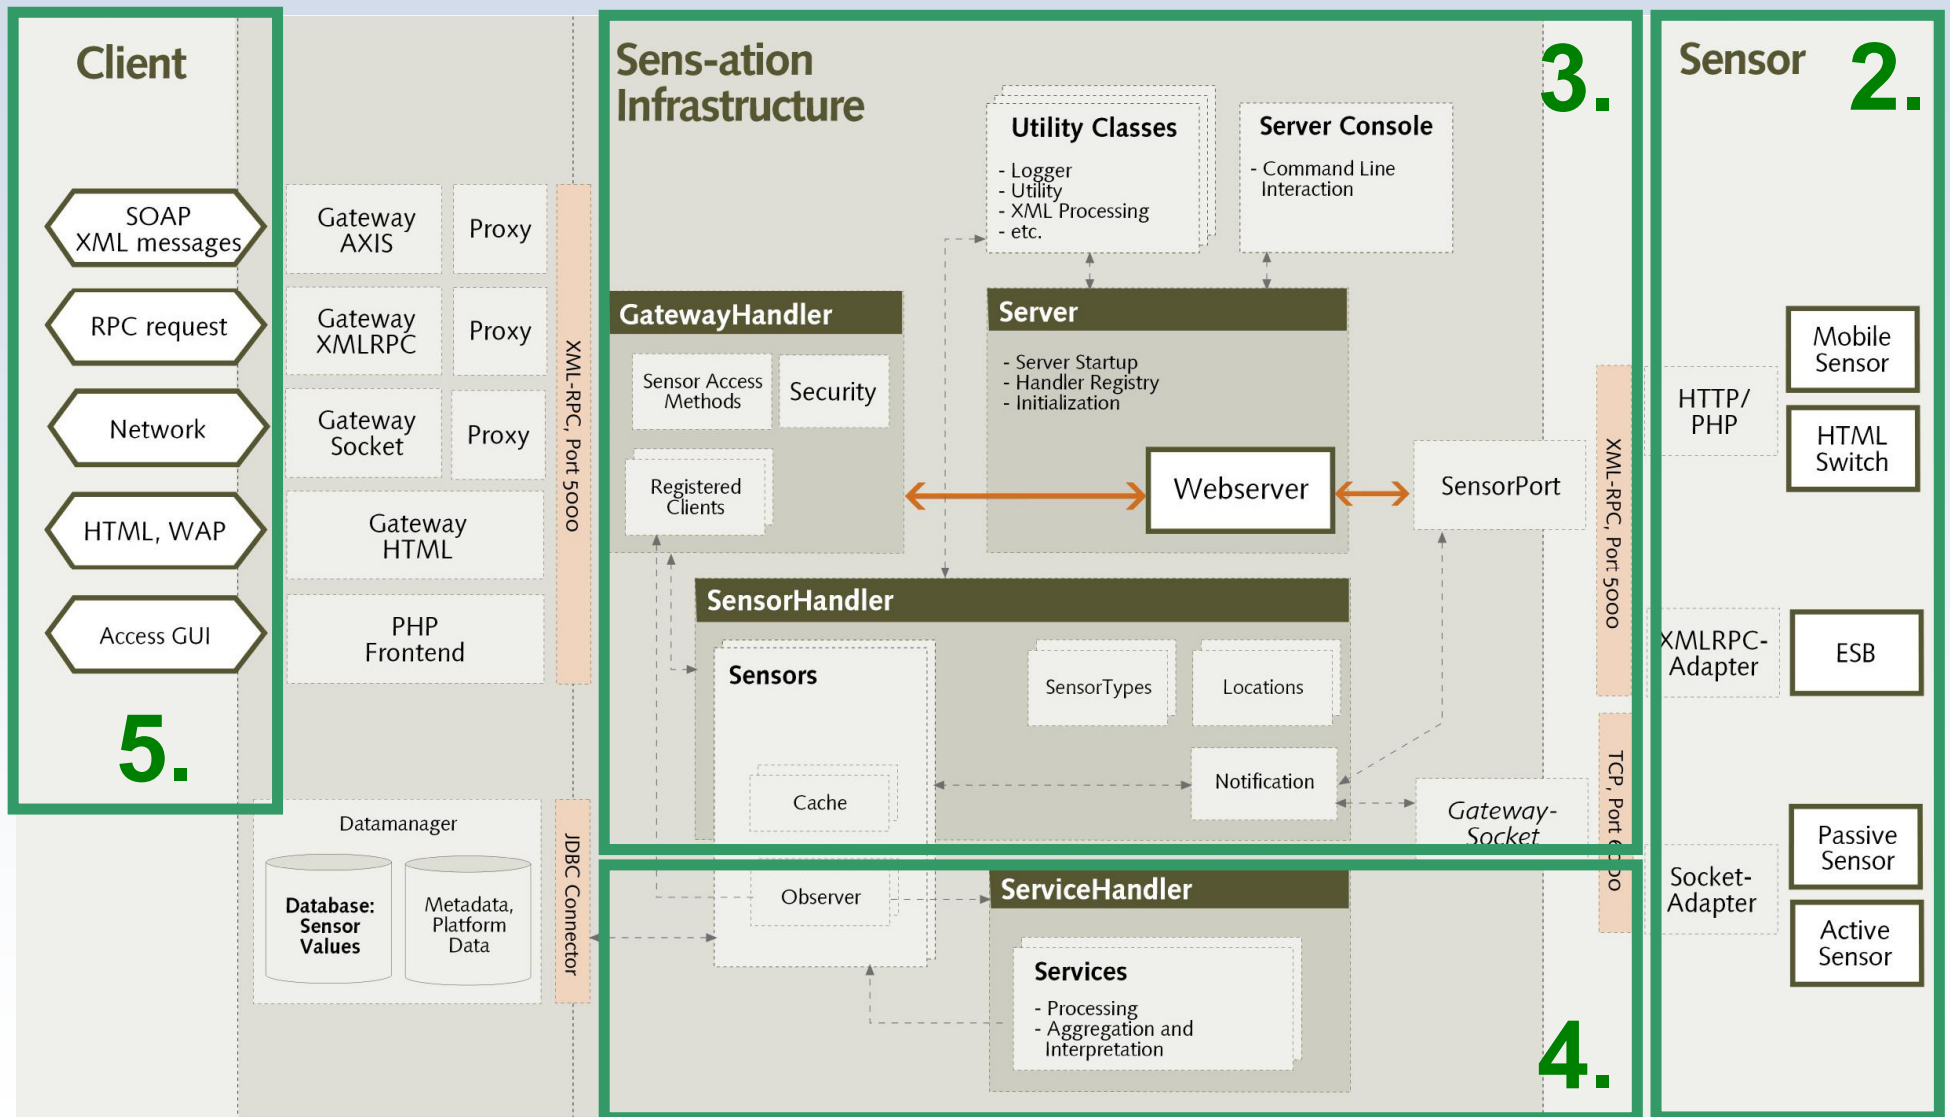 Client
5.
SOAP
XML messages
RPC request
Network
HTML, WAP
Access GUI
Gateway
AXIS
Proxy
Gateway
XMLRPC
Proxy
Gateway
Socket
Proxy
Gateway
HTML
PHP
Frontend
XML-RPC, Port 5000
Datamanager
Database:
Sensor
Values
Metadata,
Platform
Data
JDBC Connector
Sens-ation
Infrastructure
3.
Utility Classes
- Logger
- Utility
- XML Processing
- etc.
Server Console
- Command Line
Interaction
GatewayHandler
Sensor Access
Methods
Security
Registered
Clients
Server
- Server Startup
- Handler Registry
- Initialization
Webserver
SensorPort
SensorHandler
Sensors
Cache
Observer
SensorTypes
Locations
Notification
Gateway-
Socket
XML-RPC, Port 5000
TCP, Port 6000
ServiceHandler
Services
- Processing
- Aggregation and
Interpretation
4.
Sensor
2.
HTTP/
PHP
Mobile
Sensor
HTML
Switch
XMLRPC-
Adapter
ESB
Socket-
Adapter
Passive
Sensor
Active
Sensor